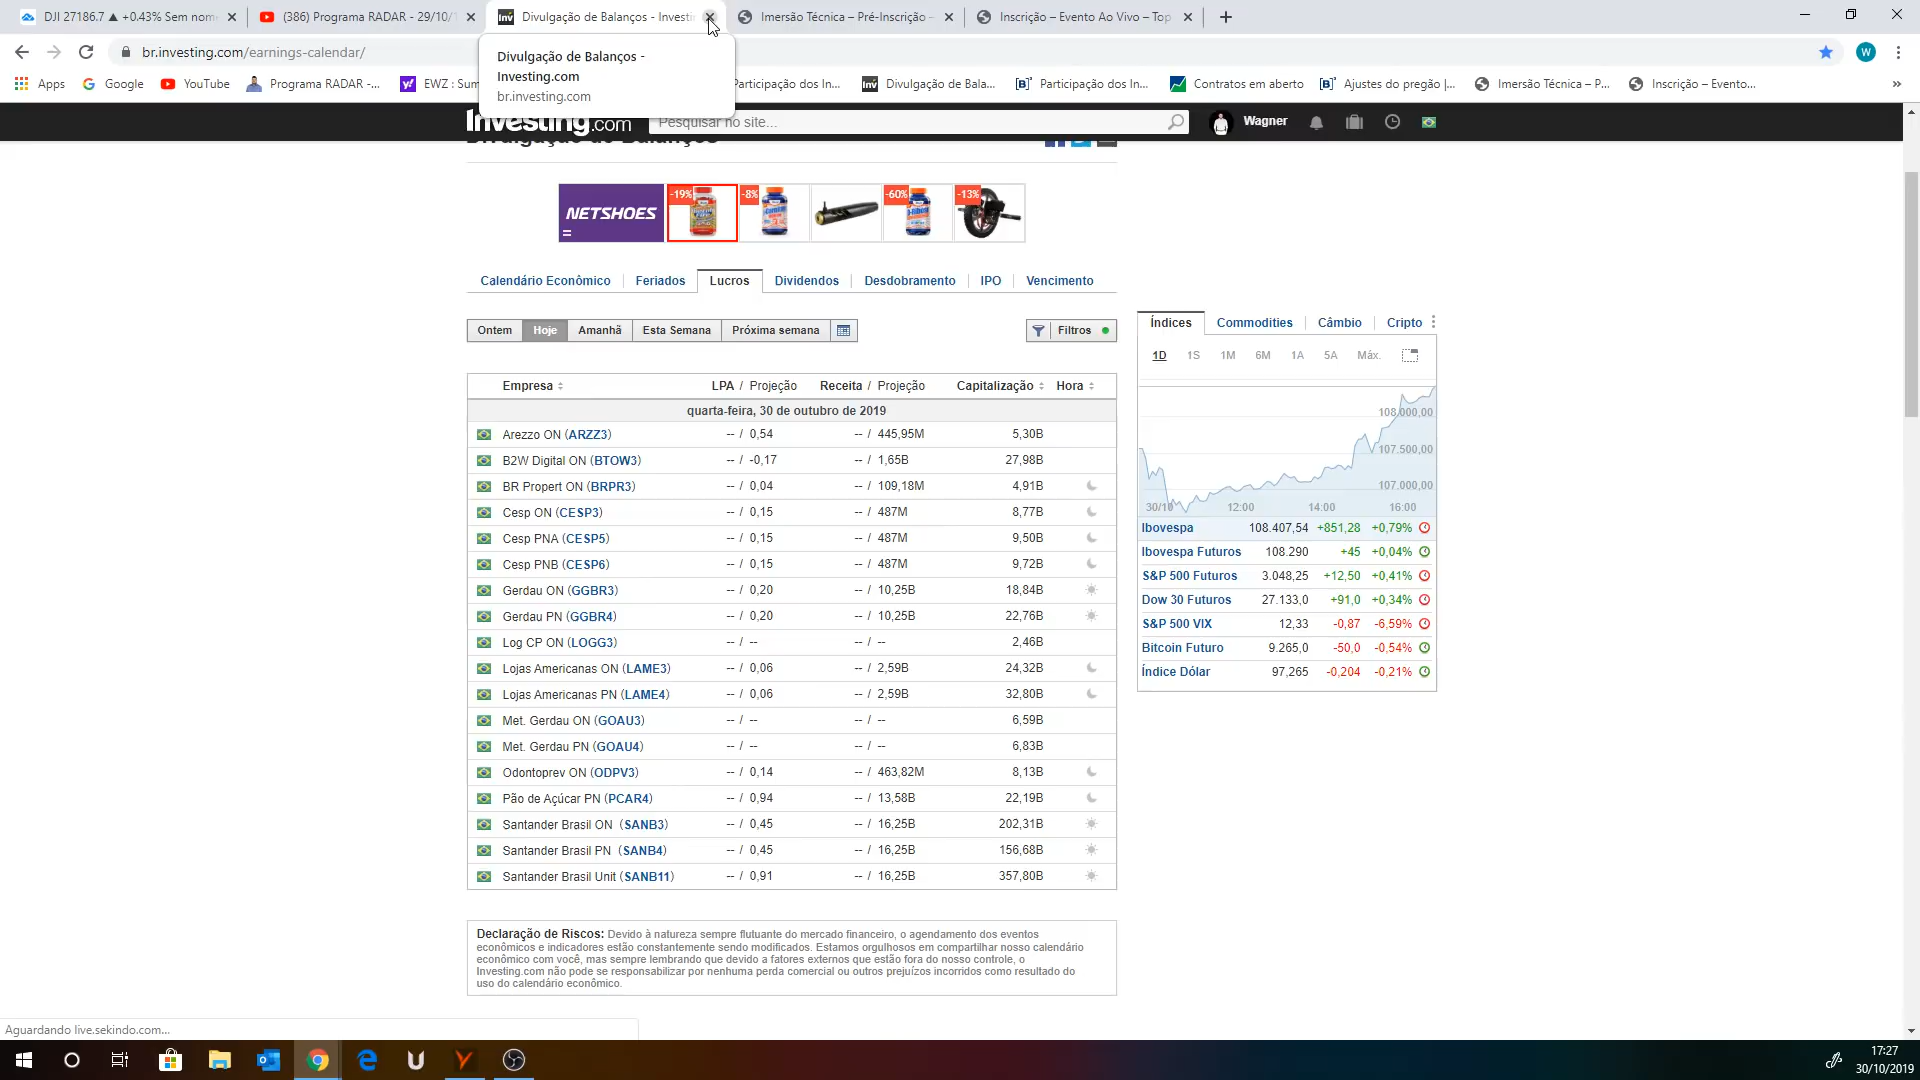 DJI 27186.7 ▲ +0.43% Sem nom
(386) Programa RADAR - 29/10/
Divulgação de Balanços - Investi
Imersão Técnica – Pré-Inscrição –
Inscrição – Evento Ao Vivo – Top
br.investing.com/earnings-calendar/
W
Divulgação de Balanços -
Investing.com
br.investing.com
Apps
Google
YouTube
Programa RADAR -...
EWZ : Sum
Participação dos In...
Divulgação de Bala...
Participação dos In...
Contratos em aberto
Ajustes do pregão |...
Imersão Técnica – P...
Inscrição – Evento...
»
Investing.com
Pesquisar no site...
Wagner
Divulgação de Balanços
NETSHOES
-19%
-8%
-60%
-13%
Calendário Econômico
Feriados
Lucros
Dividendos
Desdobramento
IPO
Vencimento
Ontem
Hoje
Amanhã
Esta Semana
Próxima semana
Filtros
Empresa LPA / Projeção Receita / Projeção Capitalização Hora
quarta-feira, 30 de outubro de 2019
Arezzo ON (ARZZ3) -- / 0,54 -- / 445,95M 5,30B
B2W Digital ON (BTOW3) -- / -0,17 -- / 1,65B 27,98B
BR Propert ON (BRPR3) -- / 0,04 -- / 109,18M 4,91B
Cesp ON (CESP3) -- / 0,15 -- / 487M 8,77B
Cesp PNA (CESP5) -- / 0,15 -- / 487M 9,50B
Cesp PNB (CESP6) -- / 0,15 -- / 487M 9,72B
Gerdau ON (GGBR3) -- / 0,20 -- / 10,25B 18,84B
Gerdau PN (GGBR4) -- / 0,20 -- / 10,25B 22,76B
Log CP ON (LOGG3) -- / -- -- / -- 2,46B
Lojas Americanas ON (LAME3) -- / 0,06 -- / 2,59B 24,32B
Lojas Americanas PN (LAME4) -- / 0,06 -- / 2,59B 32,80B
Met. Gerdau ON (GOAU3) -- / -- -- / -- 6,59B
Met. Gerdau PN (GOAU4) -- / -- -- / -- 6,83B
Odontoprev ON (ODPV3) -- / 0,14 -- / 463,82M 8,13B
Pão de Açúcar PN (PCAR4) -- / 0,94 -- / 13,58B 22,19B
Santander Brasil ON (SANB3) -- / 0,45 -- / 16,25B 202,31B
Santander Brasil PN (SANB4) -- / 0,45 -- / 16,25B 156,68B
Santander Brasil Unit (SANB11) -- / 0,91 -- / 16,25B 357,80B
Declaração de Riscos: Devido à natureza sempre flutuante do mercado financeiro, o agendamento dos eventos
econômicos e indicadores estão constantemente sendo modificados. Estamos orgulhosos em compartilhar nosso calendário
econômico com você, mas sempre lembrando que devido a fatores externos que estão fora do nosso controle, o
Investing.com não pode se responsabilizar por nenhuma perda comercial ou outros prejuízos incorridos como resultado do
uso do calendário econômico.
Índices
Commodities
Câmbio
Cripto
1D 1S 1M 6M 1A 5A Máx.
108.000,00
107.500,00
107.000,00
30/10 12:00 14:00 16:00
Ibovespa 108.407,54 +851,28 +0,79%
Ibovespa Futuros 108.290 +45 +0,04%
S&P 500 Futuros 3.048,25 +12,50 +0,41%
Dow 30 Futuros 27.133,0 +91,0 +0,34%
S&P 500 VIX 12,33 -0,87 -6,59%
Bitcoin Futuro 9.265,0 -50,0 -0,54%
Índice Dólar 97,265 -0,204 -0,21%
Aguardando live.sekindo.com...
17:27
30/10/2019